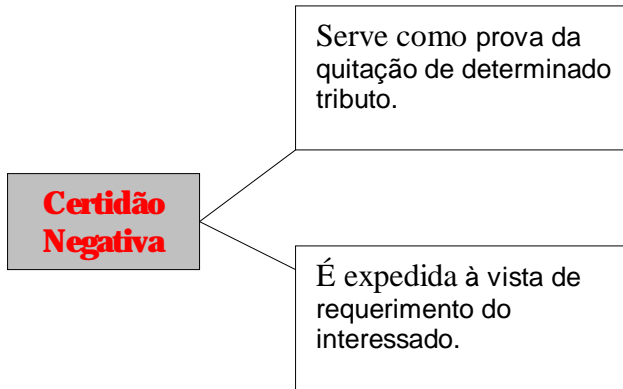 Serve como prova da
quitação de determinado
tributo.
Certidão
Negativa
É expedida à vista de
requerimento do
interessado.